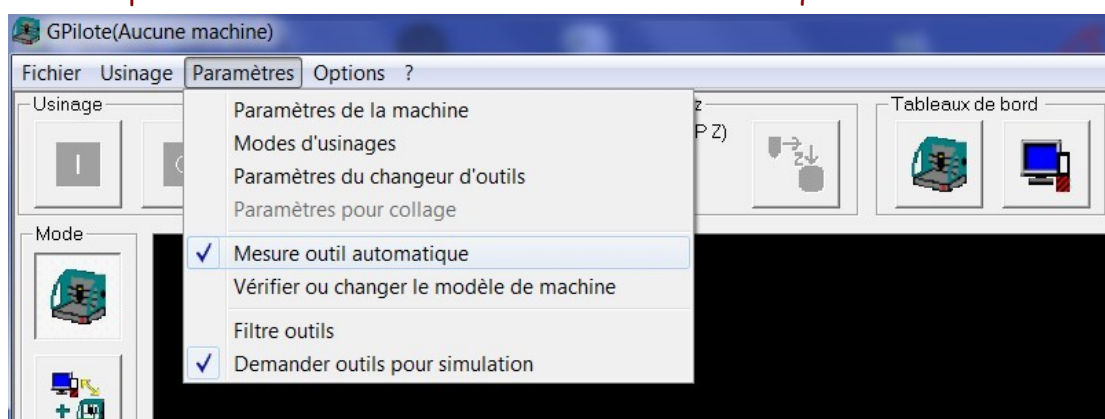 GPilote(Aucune machine)
Fichier Usinage Paramètres Options ?
Usinage
Paramètres de la machine
Modes d'usinages
Paramètres du changeur d'outils
Paramètres pour collage
Mesure outil automatique
Vérifier ou changer le modèle de machine
Filtre outils
Demander outils pour simulation
z
P Z)
Tableaux de bord
Mode